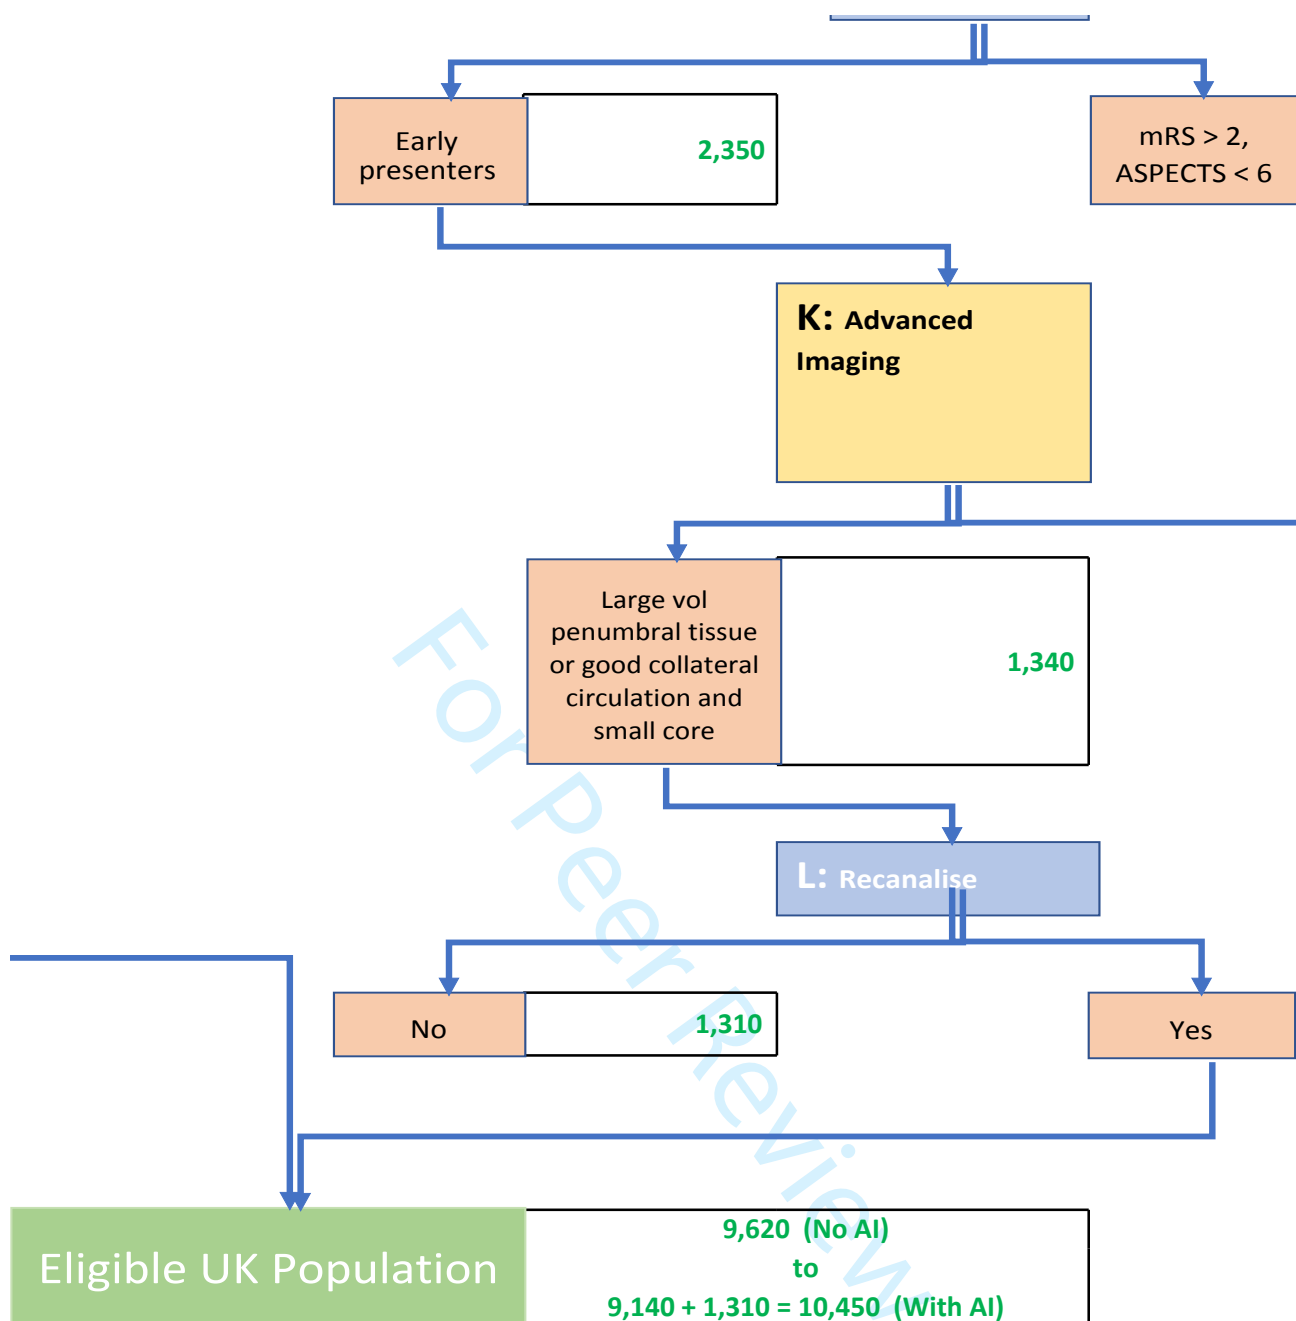 Early
presenters
2,350
mRS > 2,
ASPECTS < 6
K: Advanced
Imaging
Large vol
penumbral tissue
or good collateral
circulation and
small core
1,340
L: Recanalise
No
1,310
Yes
Eligible UK Population
9,620 (No AI)
to
9,140 + 1,310 = 10,450 (With AI)
For Peer Review